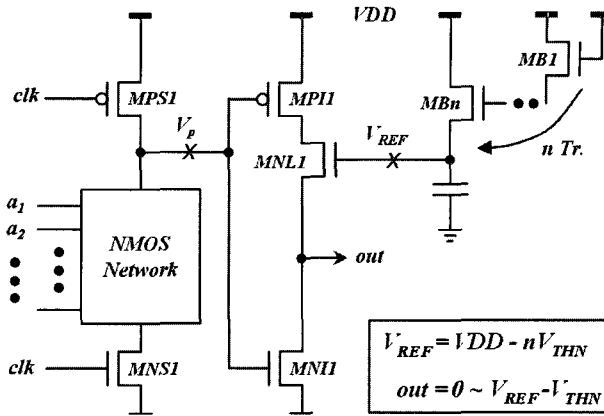 VDD
MB1
clk
MPS1
MPI1
MBn
V_p
V_REF
n Tr.
MNL1
a_1
a_2
NMOS
Network
out
clk
MNS1
MNI1
V_REF = VDD - nV_THN
out = 0 ~ V_REF - V_THN